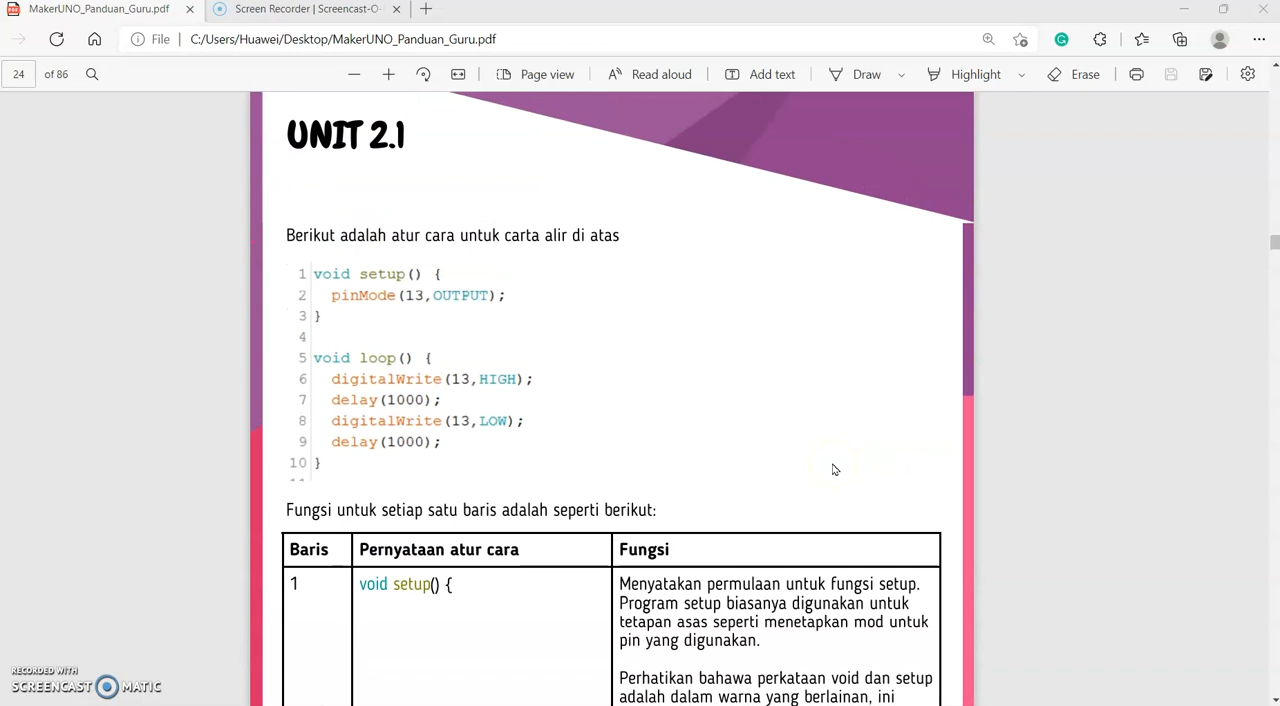 MakerUNO_Panduan_Guru.pdf
Screen Recorder | Screencast-O-
File C:/Users/Huawei/Desktop/MakerUNO_Panduan_Guru.pdf
24 of 86 Page view Read aloud Add text Draw Highlight Erase
UNIT 2.1
Berikut adalah atur cara untuk carta alir di atas
1 void setup() {
2 pinMode(13,OUTPUT);
3 }
4
5 void loop() {
6 digitalWrite(13,HIGH);
7 delay(1000);
8 digitalWrite(13,LOW);
9 delay(1000);
10 }
Fungsi untuk setiap satu baris adalah seperti berikut:
Baris Pernyataan atur cara Fungsi
1 void setup() { Menyatakan permulaan untuk fungsi setup.
Program setup biasanya digunakan untuk
tetapan asas seperti menetapkan mod untuk
pin yang digunakan.
Perhatikan bahawa perkataan void dan setup
adalah dalam warna yang berlainan, ini
RECORDED WITH
SCREENCAST MATIC